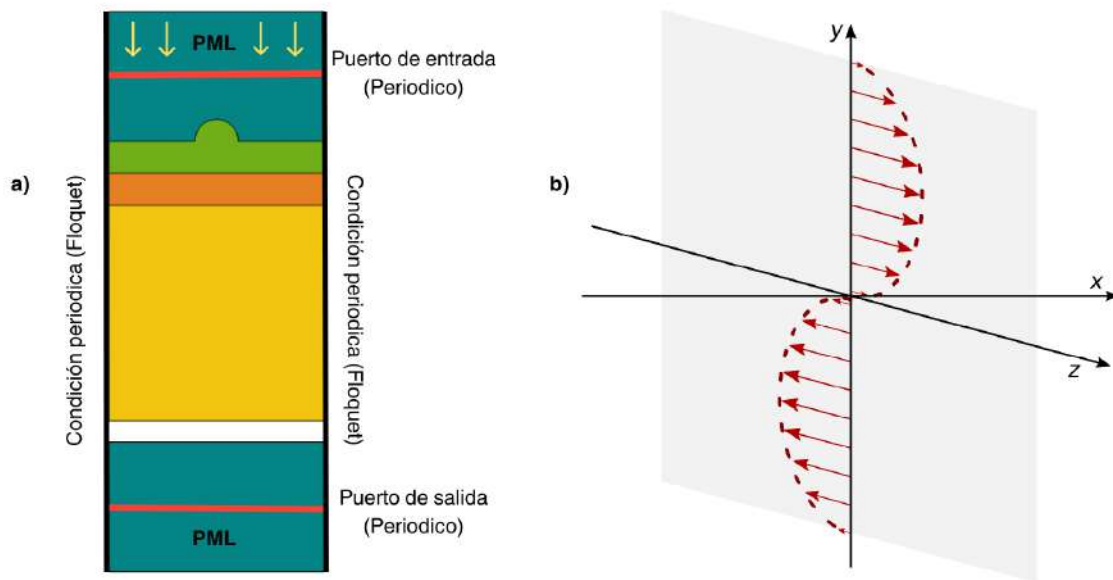 a)
PML
Puerto de entrada
(Periodico)
Condición periodica (Floquet)
Condición periodica (Floquet)
Puerto de salida
(Periodico)
PML
b)
y
x
z